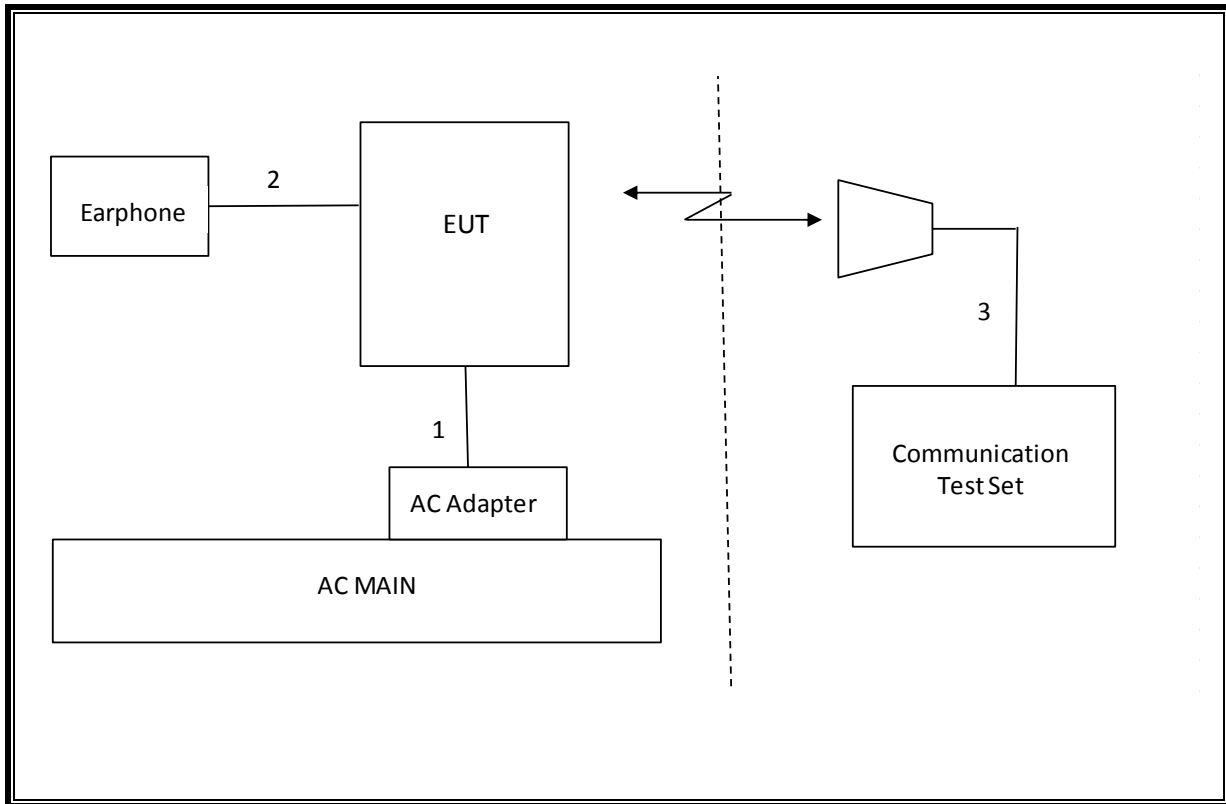 2
Earphone
EUT
3
1
Communication
Test Set
AC Adapter
AC MAIN